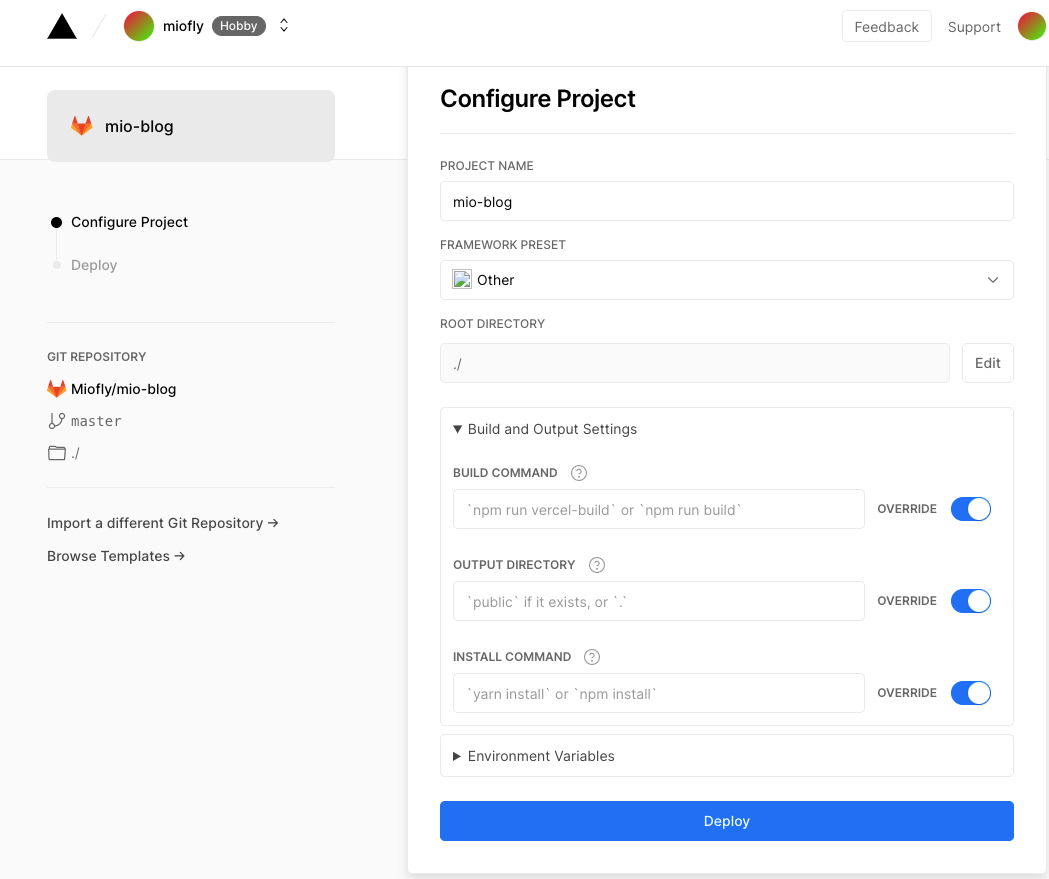 miofly Hobby
Feedback Support
mio-blog
Configure Project
Deploy
GIT REPOSITORY
Miofly/mio-blog
master
./
Import a different Git Repository →
Browse Templates →
Configure Project
PROJECT NAME
mio-blog
FRAMEWORK PRESET
Other
ROOT DIRECTORY
./ Edit
▼ Build and Output Settings
BUILD COMMAND ?
`npm run vercel-build` or `npm run build` OVERRIDE
OUTPUT DIRECTORY ?
`public` if it exists, or `.` OVERRIDE
INSTALL COMMAND ?
`yarn install` or `npm install` OVERRIDE
▶ Environment Variables
Deploy